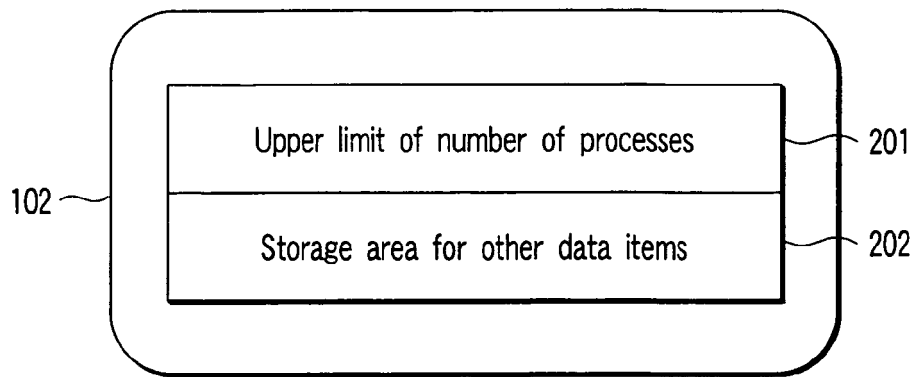 Upper limit of number of processes
201
102
Storage area for other data items
202